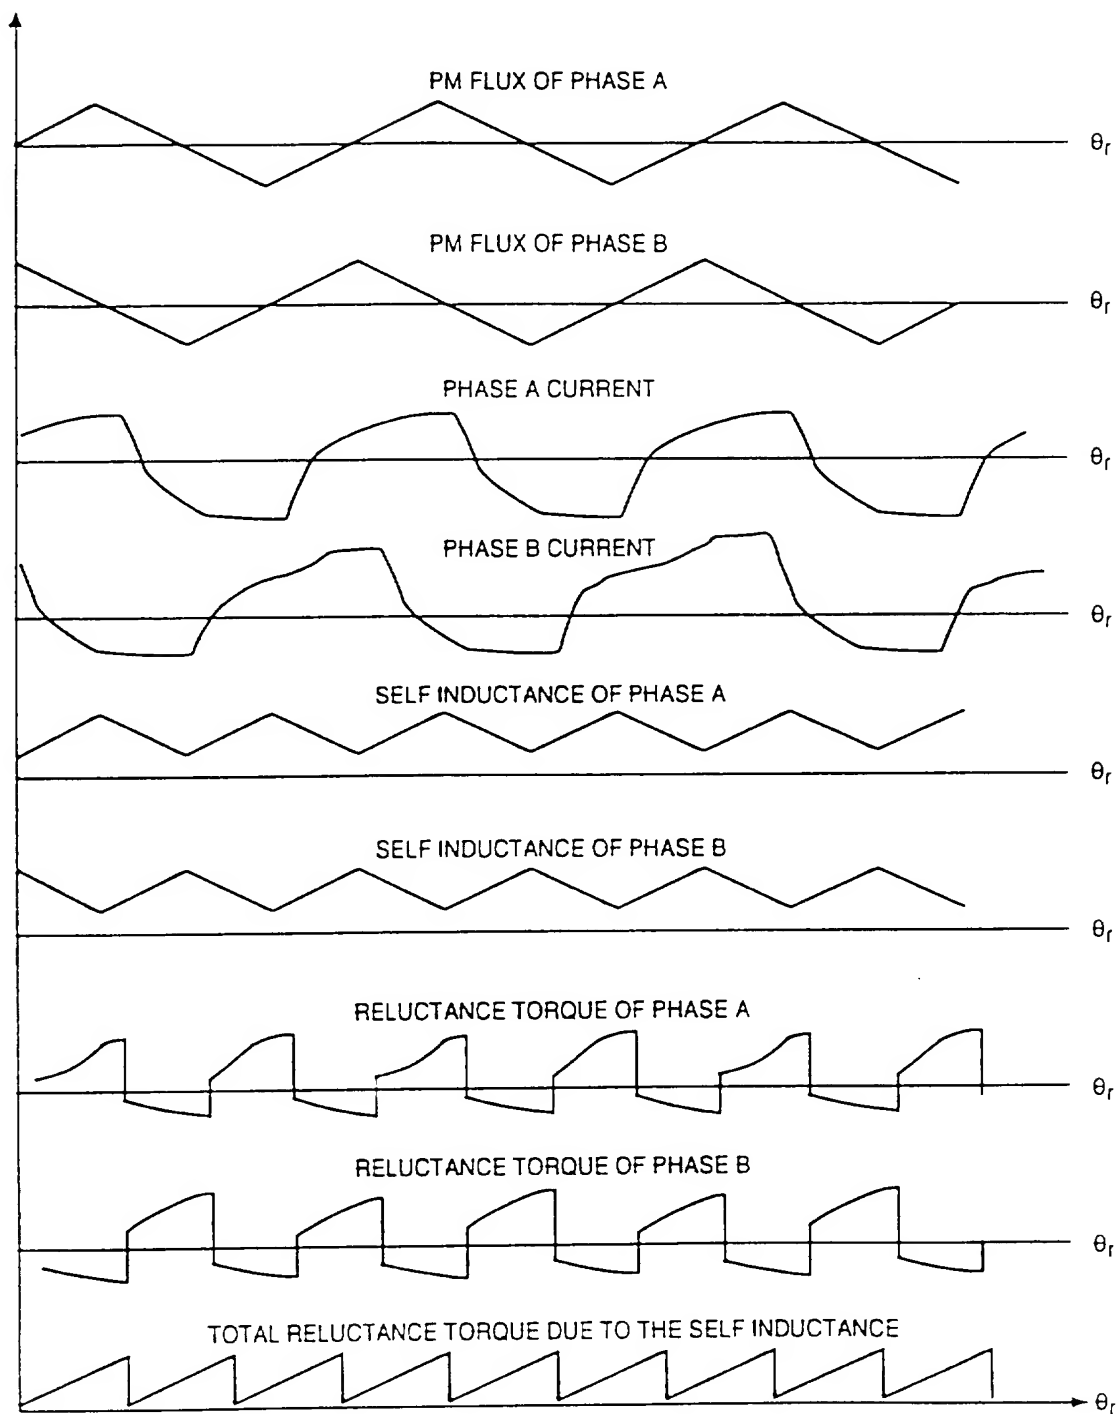 PM FLUX OF PHASE A
θr
PM FLUX OF PHASE B
θr
PHASE A CURRENT
θr
PHASE B CURRENT
θr
SELF INDUCTANCE OF PHASE A
θr
SELF INDUCTANCE OF PHASE B
θr
RELUCTANCE TORQUE OF PHASE A
θr
RELUCTANCE TORQUE OF PHASE B
θr
TOTAL RELUCTANCE TORQUE DUE TO THE SELF INDUCTANCE
θr